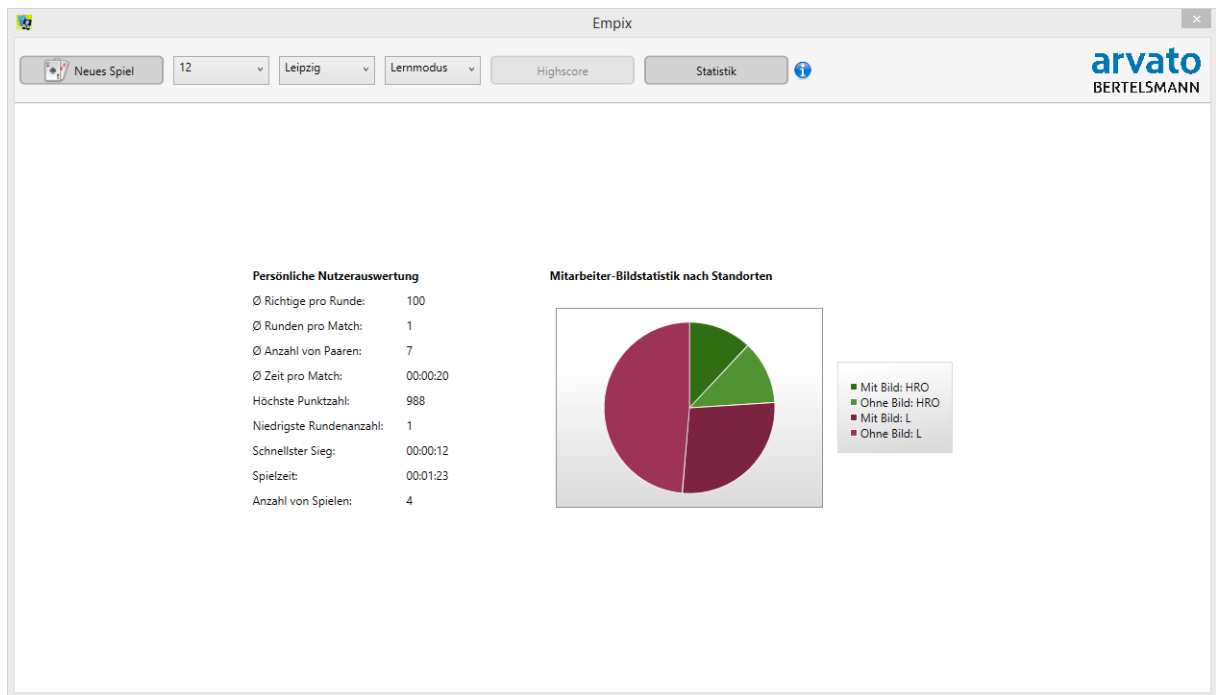 Empix
Neues Spiel 12 Leipzig Lernmodus Highscore Statistik
arvato
BERTELSMANN
Persönliche Nutzerauswertung
Ø Richtige pro Runde: 100
Ø Runden pro Match: 1
Ø Anzahl von Paaren: 7
Ø Zeit pro Match: 00:00:20
Höchste Punktzahl: 988
Niedrigste Rundenanzahl: 1
Schnellster Sieg: 00:00:12
Spielzeit: 00:01:23
Anzahl von Spielen: 4
Mitarbeiter-Bildstatistik nach Standorten
Mit Bild: HRO
Ohne Bild: HRO
Mit Bild: L
Ohne Bild: L